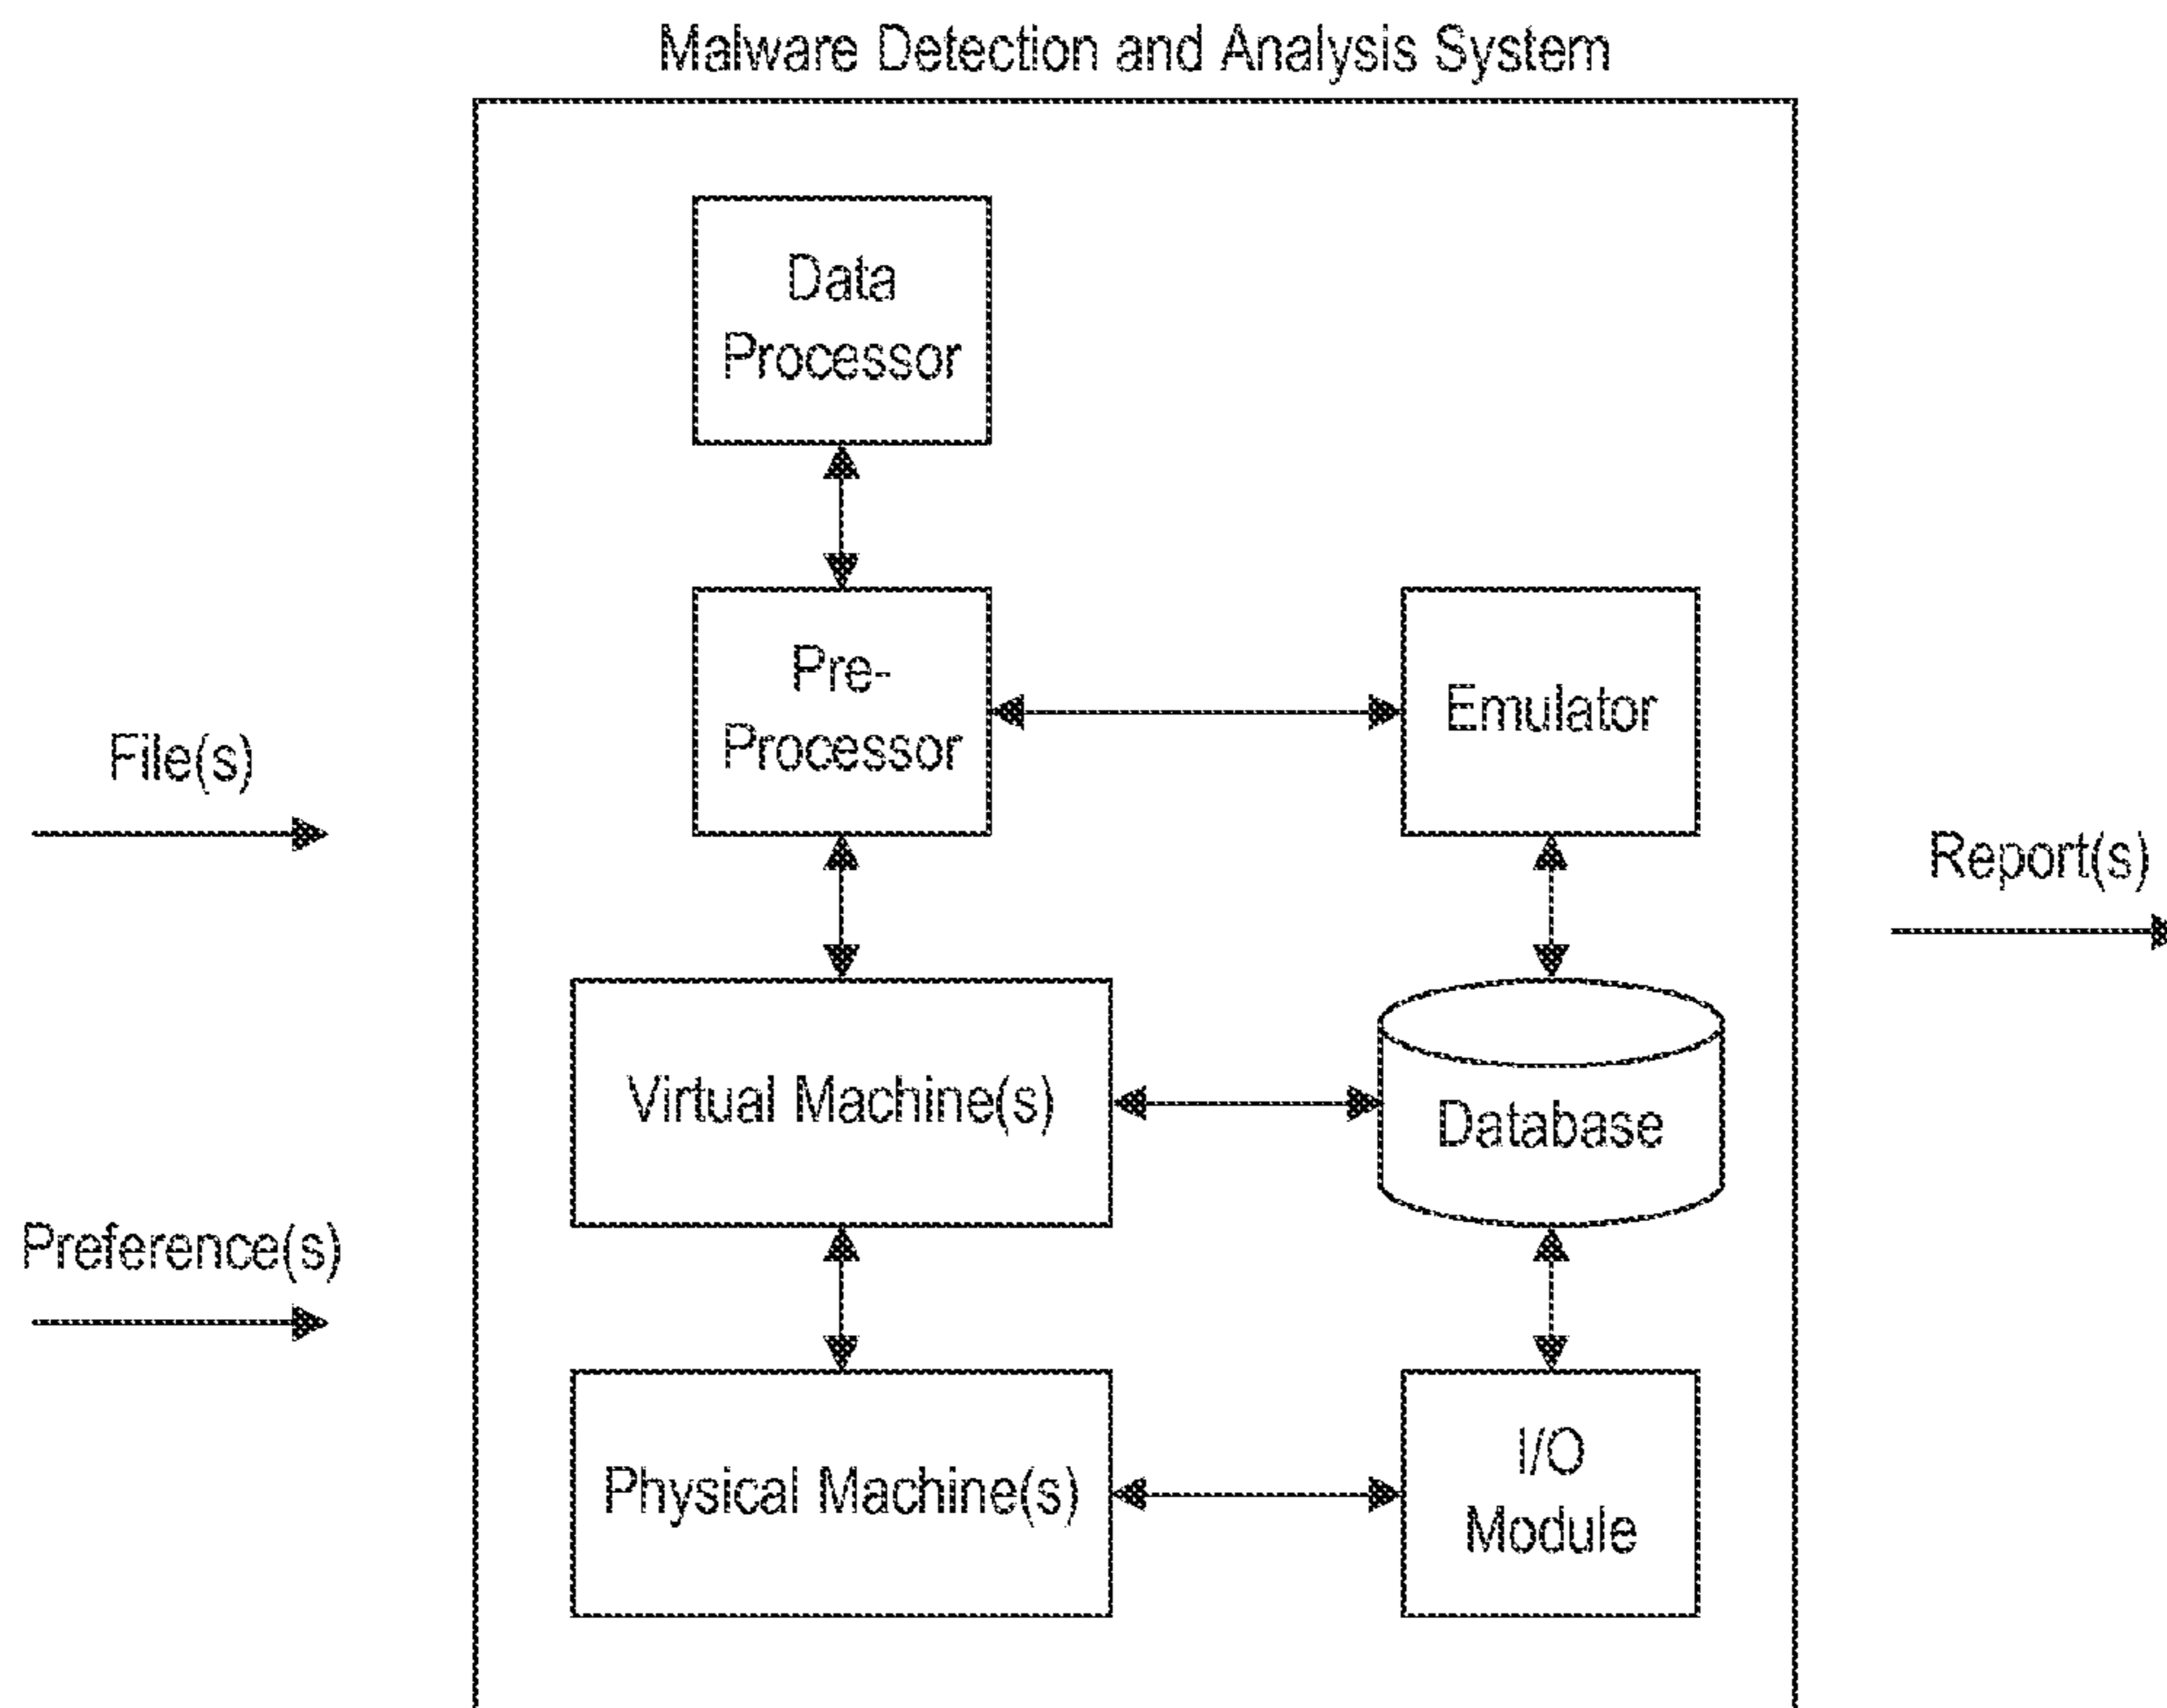 Malware Detection and Analysis System
Data
Processor
Pre-
Processor
Emulator
File(s)
Report(s)
Virtual Machine(s)
Database
Preference(s)
Physical Machine(s)
I/O
Module